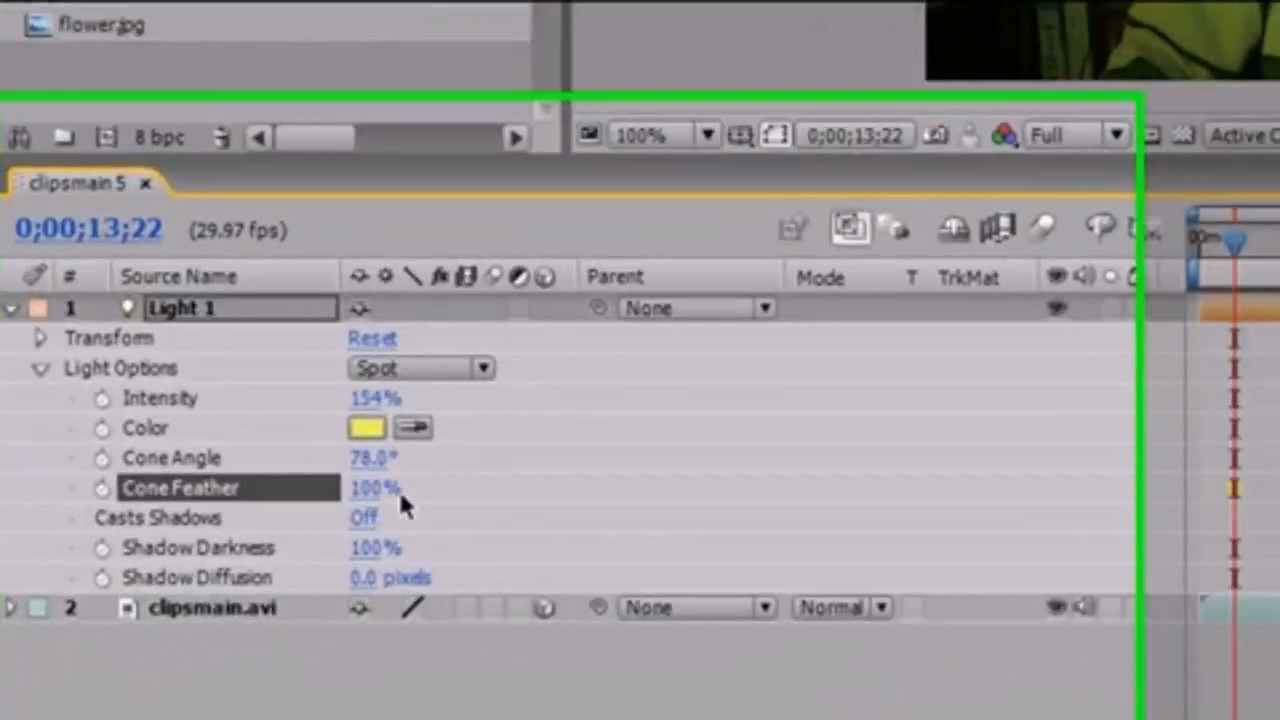 flower.jpg
8 bpc 100% 0;00;13;22 Full Active C
clipsmain 5 x
0;00;13;22 (29.97 fps)
# Source Name fx Parent Mode T TrkMat
1 Light 1 None
Transform Reset
Light Options Spot
Intensity 154%
Color
Cone Angle 78.0°
Cone Feather 100%
Casts Shadows Off
Shadow Darkness 100%
Shadow Diffusion 0.0 pixels
2 clipsmain.avi None Normal